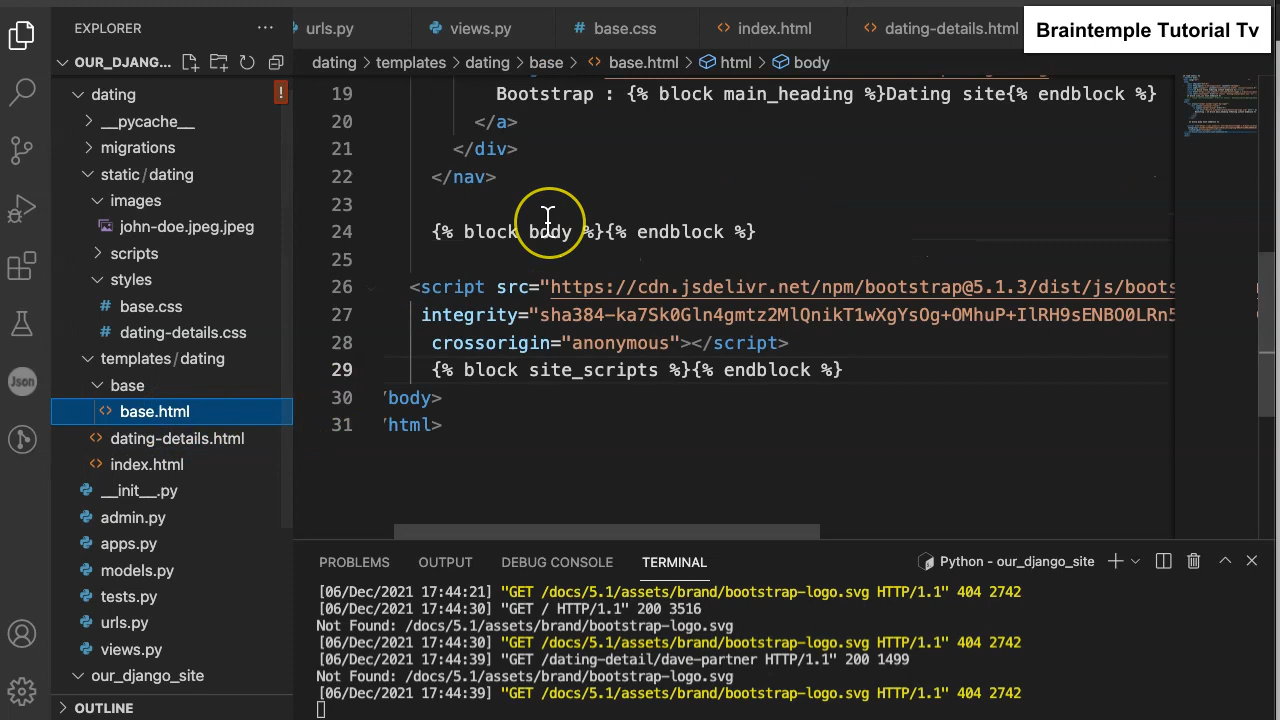 EXPLORER
urls.py
views.py
base.css
index.html
dating-details.html
Braintemple Tutorial Tv
OUR_DJANG...
dating > templates > dating > base > base.html > html > body
dating
!
__pycache__
migrations
static/dating
images
john-doe.jpeg.jpeg
scripts
styles
base.css
dating-details.css
templates/dating
base
base.html
dating-details.html
index.html
__init__.py
admin.py
apps.py
models.py
tests.py
urls.py
views.py
our_django_site
OUTLINE
Json
19 bootstrap : {% block main_heading %}Dating site{% endblock %}
20 </a>
21 </div>
22 </nav>
23
24 {% block body %}{% endblock %}
25
26 <script src="https://cdn.jsdelivr.net/npm/bootstrap@5.1.3/dist/js/boots
27 integrity="sha384-ka7Sk0Gln4gmtz2MlQnikT1wXgYsOg+OMhuP+IlRH9sENBO0LRn5
28 crossorigin="anonymous"></script>
29 {% block site_scripts %}{% endblock %}
30 /body>
31 /html>
PROBLEMS OUTPUT DEBUG CONSOLE TERMINAL
Python - our_django_site
[06/Dec/2021 17:44:21] "GET /docs/5.1/assets/brand/bootstrap-logo.svg HTTP/1.1" 404 2742
[06/Dec/2021 17:44:30] "GET / HTTP/1.1" 200 3516
Not Found: /docs/5.1/assets/brand/bootstrap-logo.svg
[06/Dec/2021 17:44:30] "GET /docs/5.1/assets/brand/bootstrap-logo.svg HTTP/1.1" 404 2742
[06/Dec/2021 17:44:39] "GET /dating-detail/dave-partner HTTP/1.1" 200 1499
Not Found: /docs/5.1/assets/brand/bootstrap-logo.svg
[06/Dec/2021 17:44:39] "GET /docs/5.1/assets/brand/bootstrap-logo.svg HTTP/1.1" 404 2742